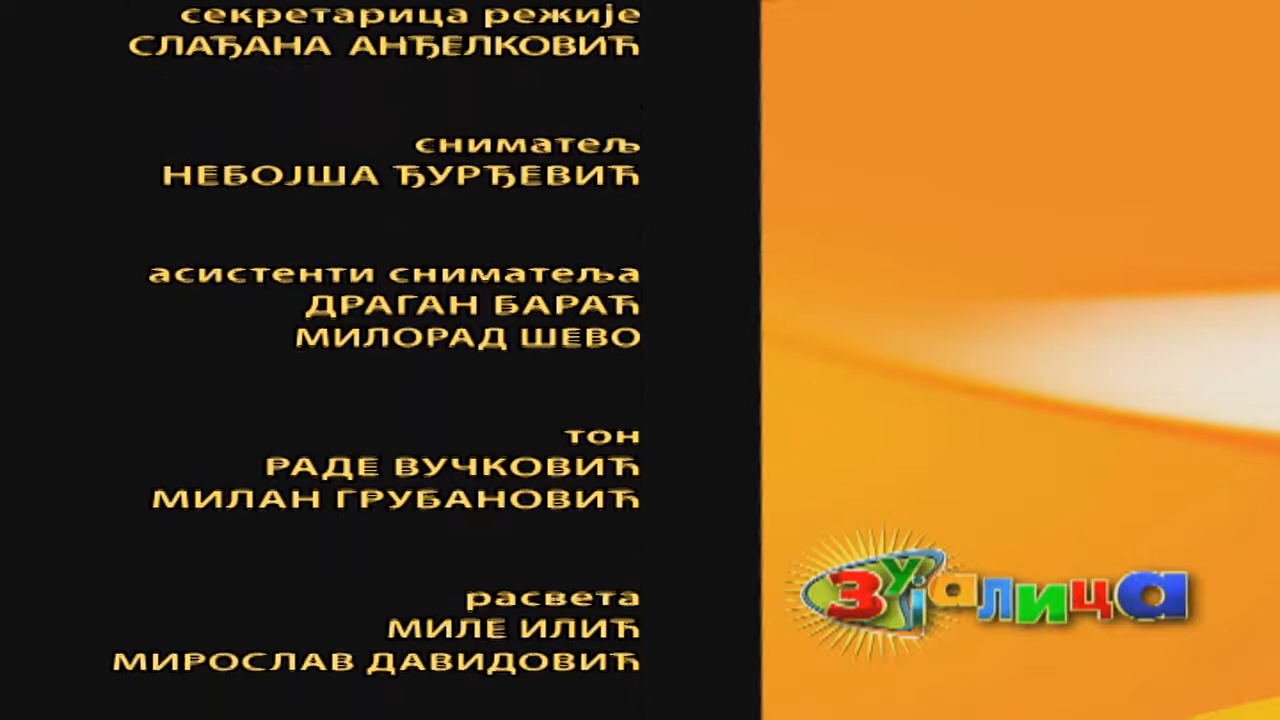 секретарица режије
СЛАЂАНА АНЂЕЛКОВИЋ
сниматељ
НЕБОЈША ЂУРЂЕВИЋ
асистенти сниматеља
ДРАГАН БАРАЋ
МИЛОРАД ШЕВО
тон
РАДЕ ВУЧКОВИЋ
МИЛАН ГРУБАНОВИЋ
расвета
МИЛЕ ИЛИЋ
МИРОСЛАВ ДАВИДОВИЋ
Зујалица